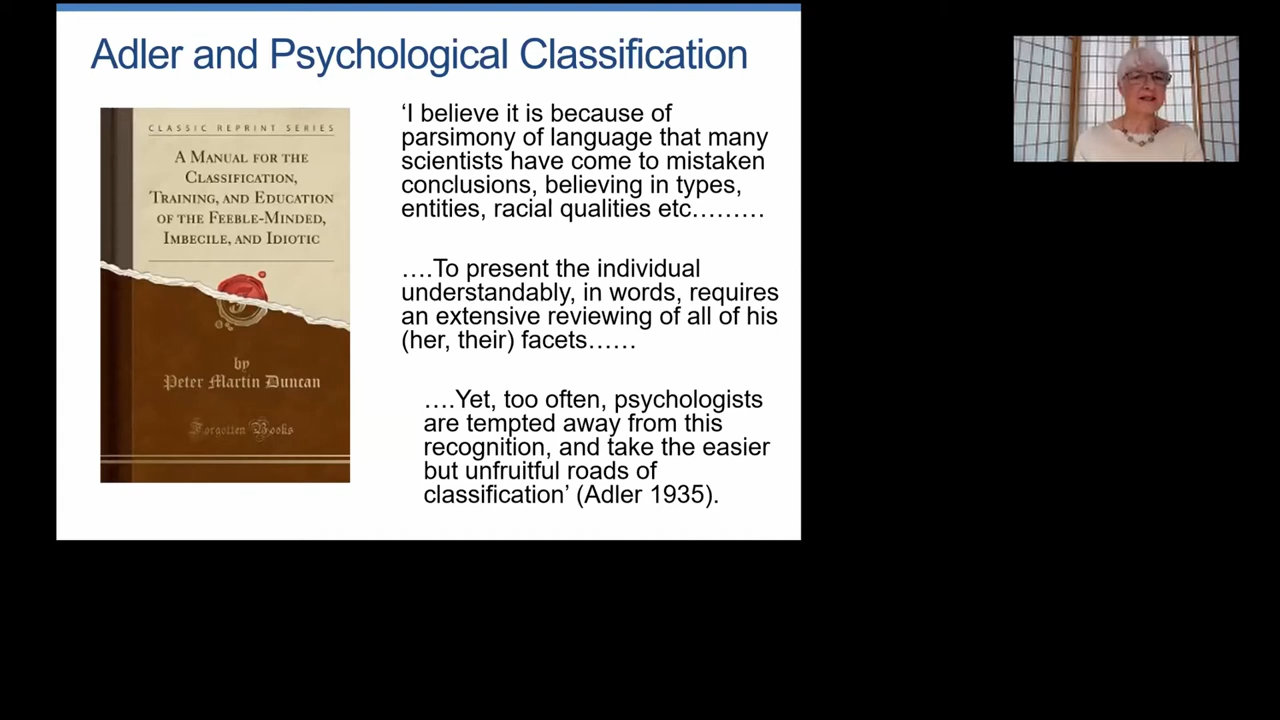 Adler and Psychological Classification
CLASSIC REPRINT SERIES
A MANUAL FOR THE
CLASSIFICATION,
TRAINING, AND EDUCATION
OF THE FEEBLE-MINDED,
IMBECILE, AND IDIOTIC
by
Peter Martin Duncan
Forgotten Books
‘I believe it is because of
parsimony of language that many
scientists have come to mistaken
conclusions, believing in types,
entities, racial qualities etc………
….To present the individual
understandably, in words, requires
an extensive reviewing of all of his
(her, their) facets……
….Yet, too often, psychologists
are tempted away from this
recognition, and take the easier
but unfruitful roads of
classification’ (Adler 1935).